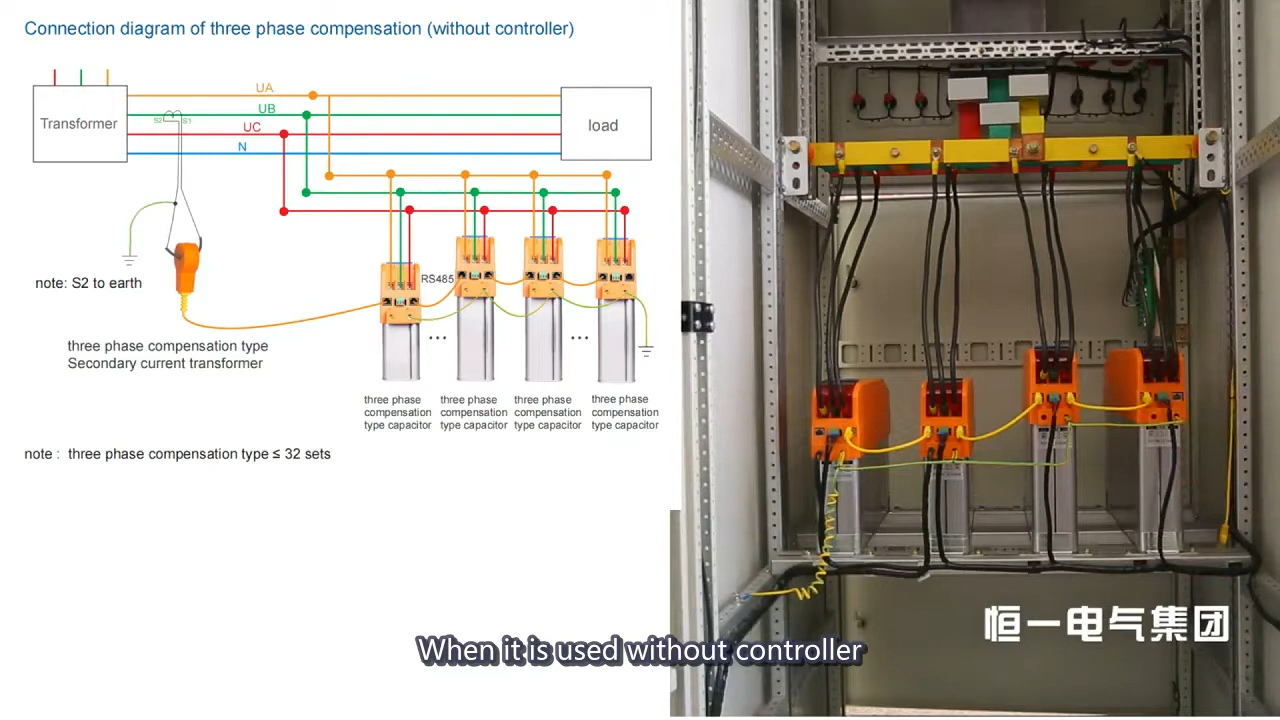 Connection diagram of three phase compensation (without controller)
UA
UB
S2
S1
Transformer
UC
load
N
RS485
note: S2 to earth
three phase compensation type
Secondary current transformer
three phase
compensation
type capacitor
three phase
compensation
type capacitor
three phase
compensation
type capacitor
three phase
compensation
type capacitor
note : three phase compensation type ≤ 32 sets
恒一电气集团
When it is used without controller